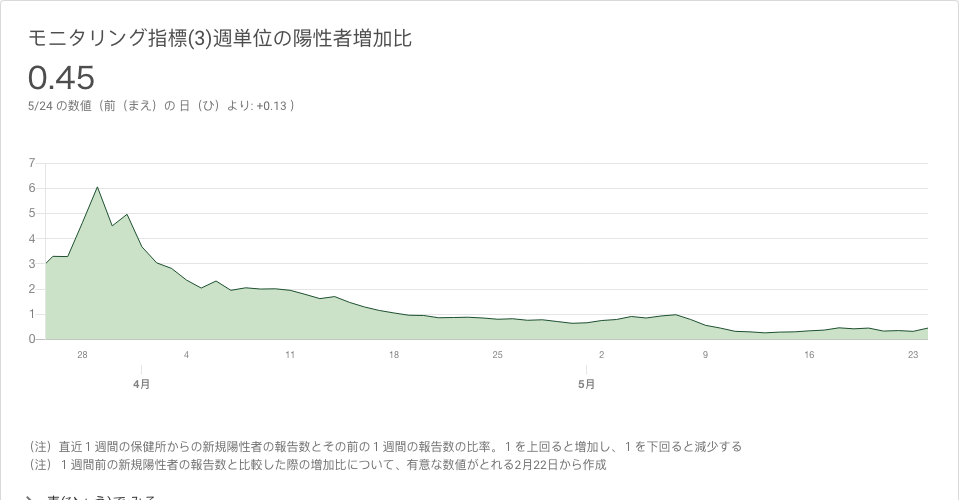 モニタリング指標(3)週単位の陽性者増加比
0.45
5/24 の数値（前（まえ）の 日（ひ）より: +0.13 ）
7
6
5
4
3
2
1
0
28 4 11 18 25 2 9 16 23
4月 5月
（注）直近１週間の保健所からの新規陽性者の報告数とその前の１週間の報告数の比率。１を上回ると増加し、１を下回ると減少する
（注）１週間前の新規陽性者の報告数と比較した際の増加比について、有意な数値がとれる2月22日から作成